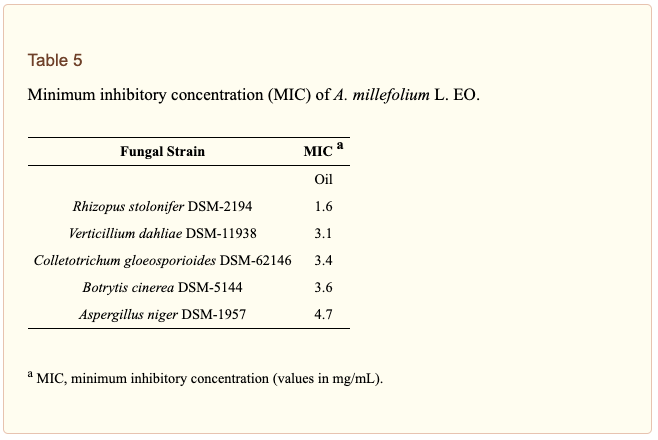 Table 5
Minimum inhibitory concentration (MIC) of A. millefolium L. EO.
Fungal Strain MIC a
Oil
Rhizopus stolonifer DSM-2194 1.6
Verticillium dahliae DSM-11938 3.1
Colletotrichum gloeosporioides DSM-62146 3.4
Botrytis cinerea DSM-5144 3.6
Aspergillus niger DSM-1957 4.7
a MIC, minimum inhibitory concentration (values in mg/mL).